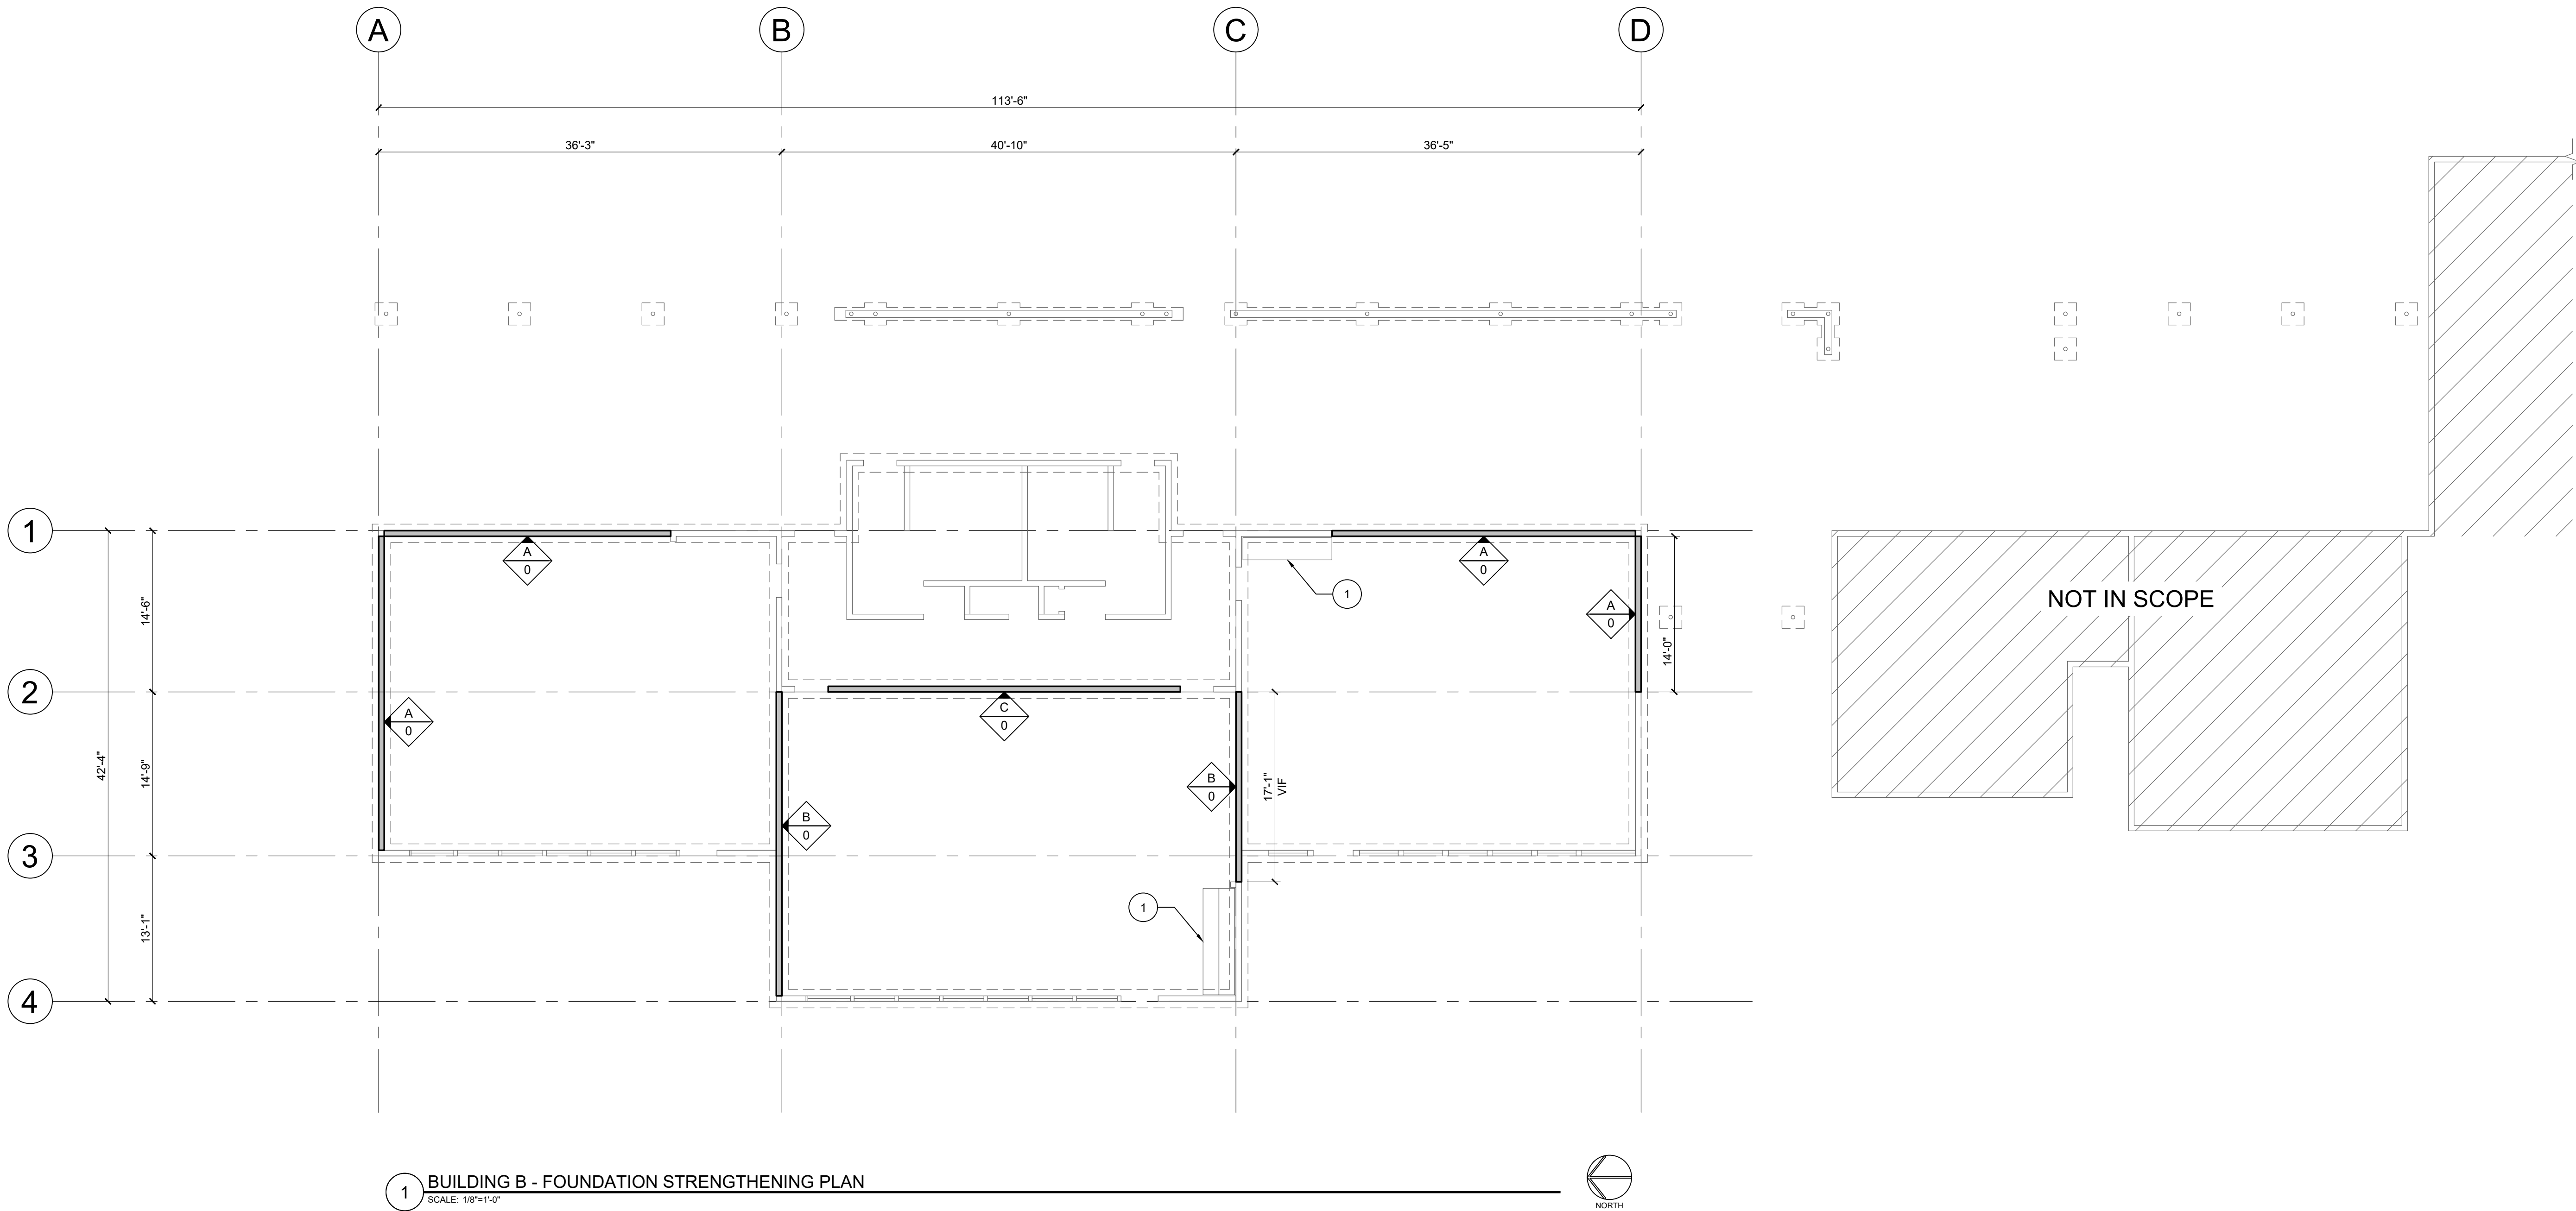 A
B
C
D
113'-6"
36'-3"
40'-10"
36'-5"
1
2
3
4
42'-4"
14'-6"
14'-9"
13'-1"
A
0
A
0
A
0
A
0
1
14'-0"
C
0
B
0
B
0
17'-1"
VIF
1
NOT IN SCOPE
1
BUILDING B - FOUNDATION STRENGTHENING PLAN
SCALE: 1/8"=1'-0"
NORTH